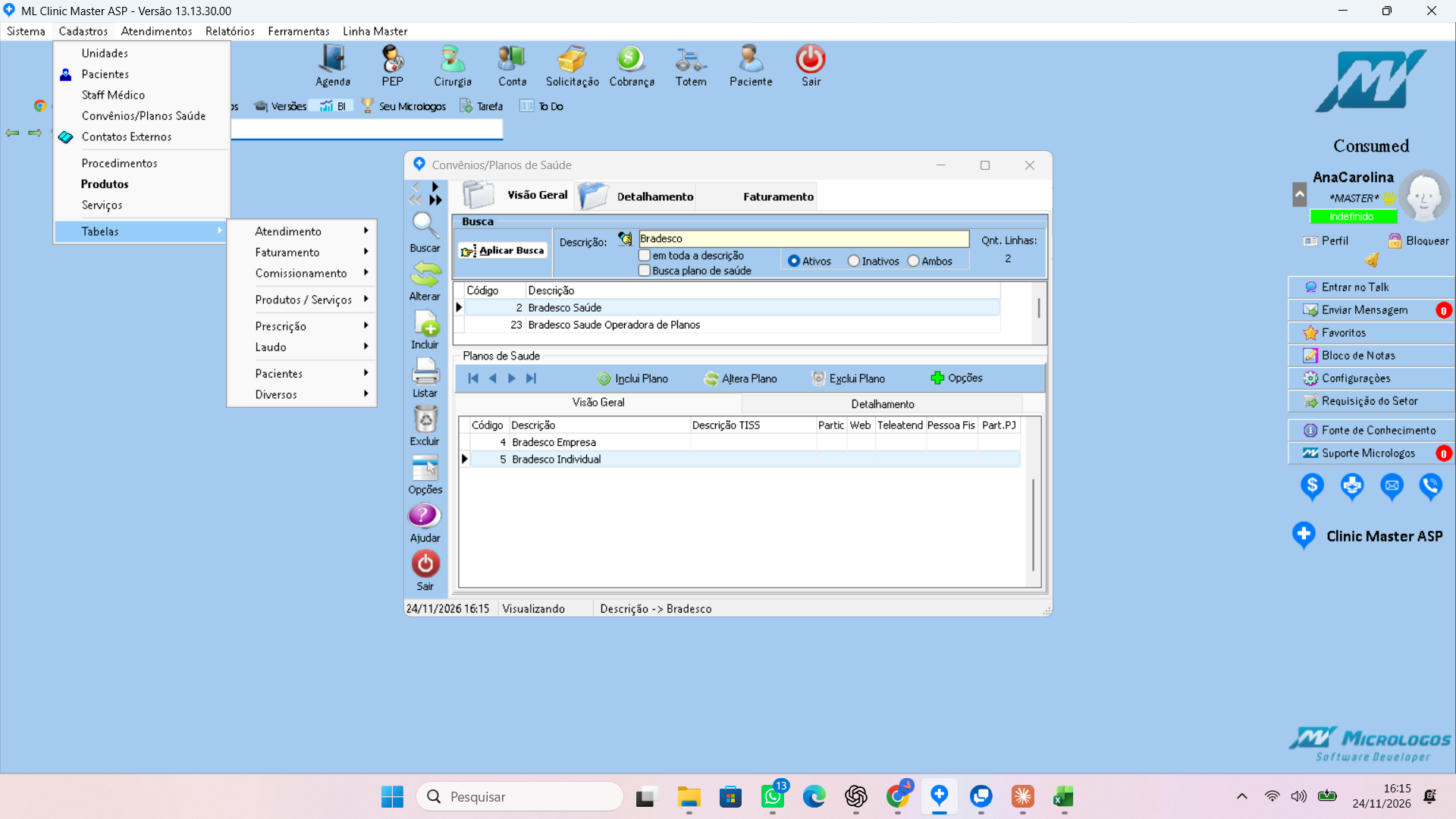 ML Clinic Master ASP - Versão 13.13.30.00
Sistema Cadastros Atendimentos Relatórios Ferramentas Linha Master
Unidades
Pacientes
Staff Médico
Convênios/Planos Saúde
Contatos Externos
Procedimentos
Produtos
Serviços
Tabelas
Atendimento
Faturamento
Comissionamento
Produtos / Serviços
Prescrição
Laudo
Pacientes
Diversos
Agenda PEP Cirurgia Conta Solicitação Cobrança Totem Paciente Sair
os Versões BI Seu Micrologos Tarefa To Do
Convênios/Planos de Saúde
Visão Geral Detalhamento Faturamento
Buscar
Alterar
Incluir
Listar
Excluir
Opções
Ajudar
Sair
Busca
Aplicar Busca
Descrição: Bradesco
em toda a descrição
Busca plano de saúde
Ativos Inativos Ambos
Qnt. Linhas:
2
Código Descrição
2 Bradesco Saúde
23 Bradesco Saude Operadora de Planos
Planos de Saude
Inclui Plano Altera Plano Exclui Plano Opções
Visão Geral Detalhamento
Código Descrição Descrição TISS Partic Web Teleatend Pessoa Fis Part.PJ
4 Bradesco Empresa
5 Bradesco Individual
24/11/2026 16:15 Visualizando Descrição -> Bradesco
Consumed
AnaCarolina
*MASTER*
Indefinido
Perfil Bloquear
Entrar no Talk
Enviar Mensagem 0
Favoritos
Bloco de Notas
Configurações
Requisição do Setor
Fonte de Conhecimento
Suporte Micrologos 0
Clinic Master ASP
MICROLOGOS
Software Developer
Pesquisar
13
16:15
24/11/2026